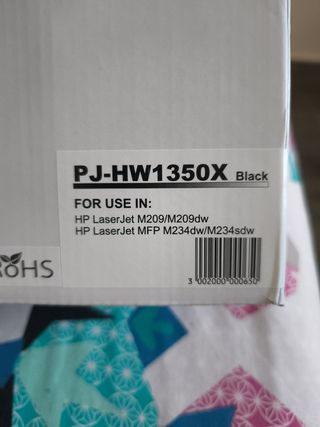 PJ-HW1350X Black
FOR USE IN:
HP LaserJet M209/M209dw
HP LaserJet MFP M234dw/M234sdw
3 002000 000650
RoHS